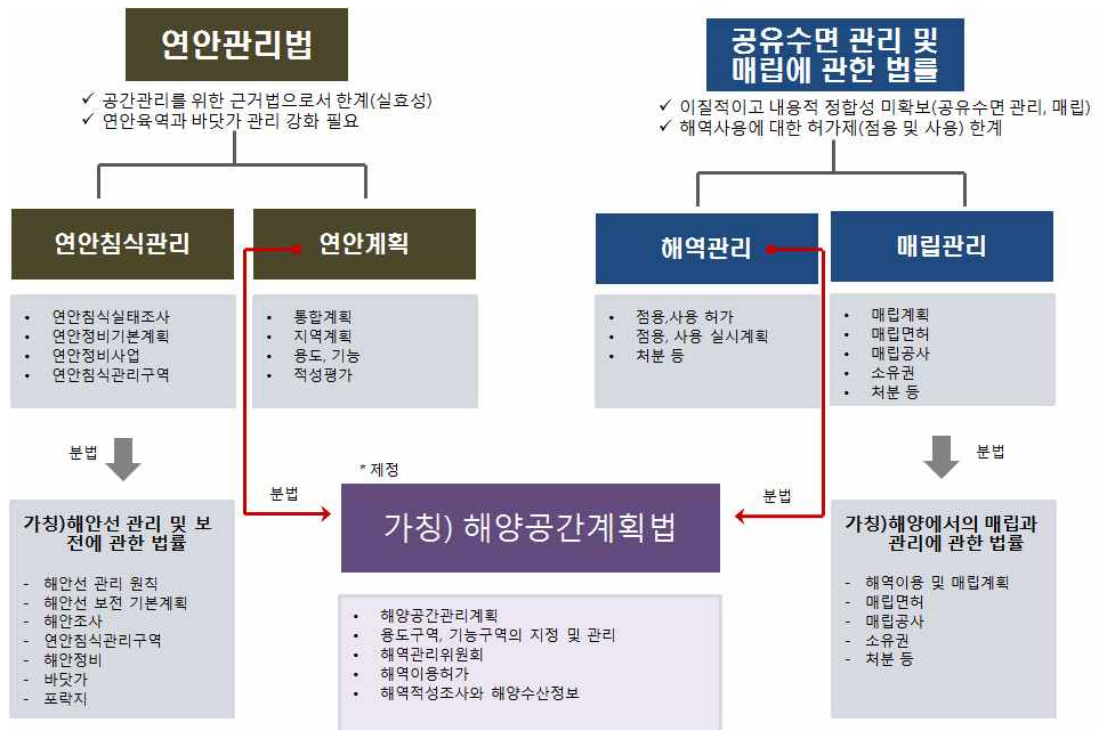 연안관리법
✓ 공간관리를 위한 근거법으로서 한계(실효성)
✓ 연안육역과 바닷가 관리 강화 필요
공유수면 관리 및
매립에 관한 법률
✓ 이질적이고 내용적 정합성 미확보(공유수면 관리, 매립)
✓ 해역사용에 대한 허가제(점용 및 사용) 한계
연안침식관리
• 연안침식실태조사
• 연안정비기본계획
• 연안정비사업
• 연안침식관리구역
연안계획
• 통합계획
• 지역계획
• 용도, 기능
• 적성평가
해역관리
• 점용,사용 허가
• 점용, 사용 실시계획
• 처분 등
매립관리
• 매립계획
• 매립면허
• 매립공사
• 소유권
• 처분 등
분법
가칭)해안선 관리 및 보
전에 관한 법률
- 해안선 관리 원칙
- 해안선 보전 기본계획
- 해안조사
- 연안침식관리구역
- 해안정비
- 바닷가
- 포락지
분법
* 제정
가칭) 해양공간계획법
• 해양공간관리계획
• 용도구역, 기능구역의 지정 및 관리
• 해역관리위원회
• 해역이용허가
• 해역적성조사와 해양수산정보
분법
분법
가칭)해양에서의 매립과
관리에 관한 법률
- 해역이용 및 매립계획
- 매립면허
- 매립공사
- 소유권
- 처분 등